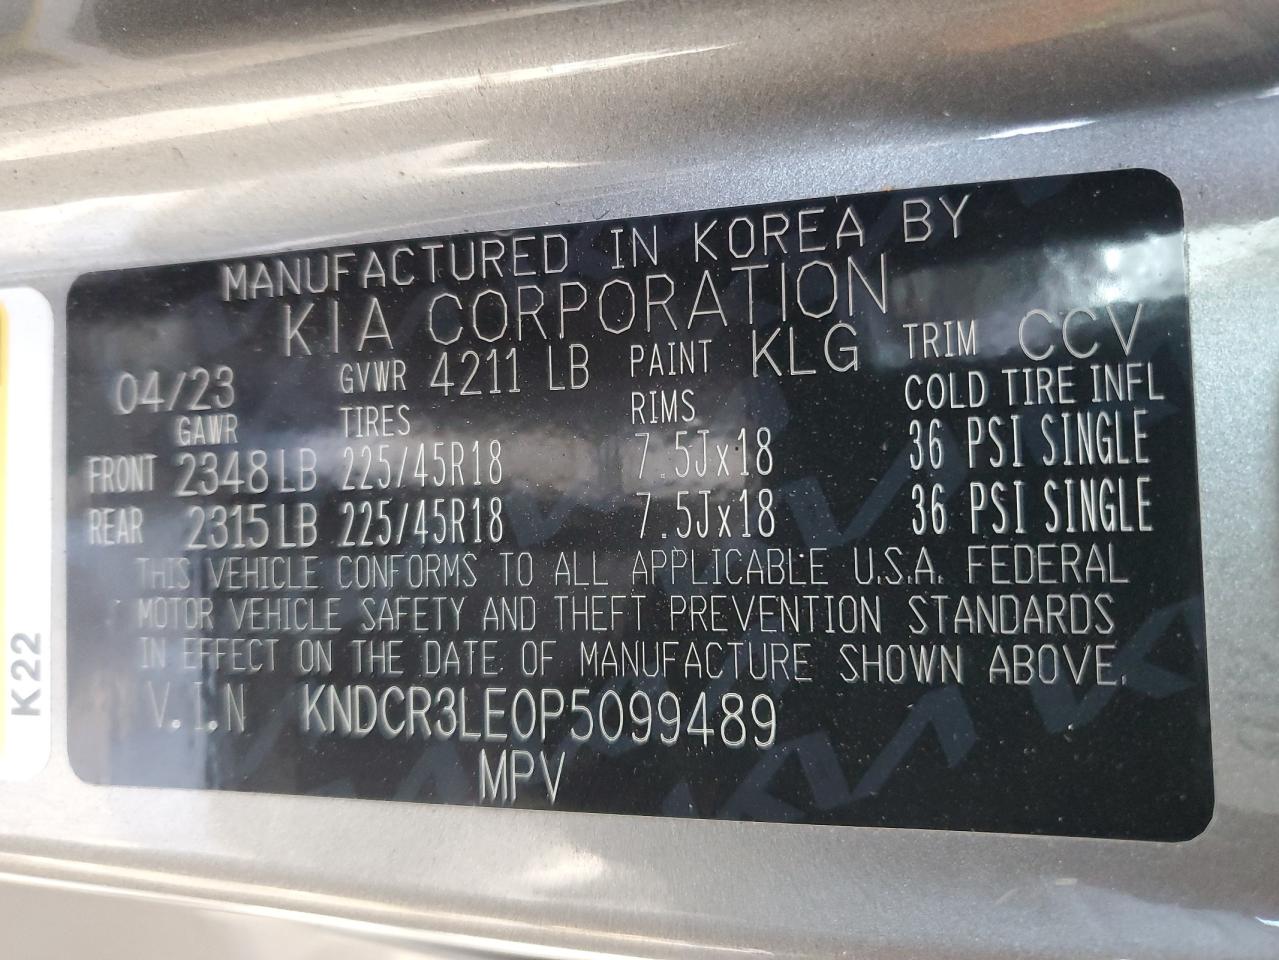 MANUFACTURED IN KOREA BY
KIA CORPORATION
04/23 GVWR 4211 LB PAINT KLG TRIM CCV
GAWR TIRES RIMS COLD TIRE INFL
FRONT 2348 LB 225/45R18 7.5Jx18 36 PSI SINGLE
REAR 2315 LB 225/45R18 7.5Jx18 36 PSI SINGLE
THIS VEHICLE CONFORMS TO ALL APPLICABLE U.S.A. FEDERAL
MOTOR VEHICLE SAFETY AND THEFT PREVENTION STANDARDS
IN EFFECT ON THE DATE OF MANUFACTURE SHOWN ABOVE.
V.I.N KNDCR3LE0P5099489
MPV
K22